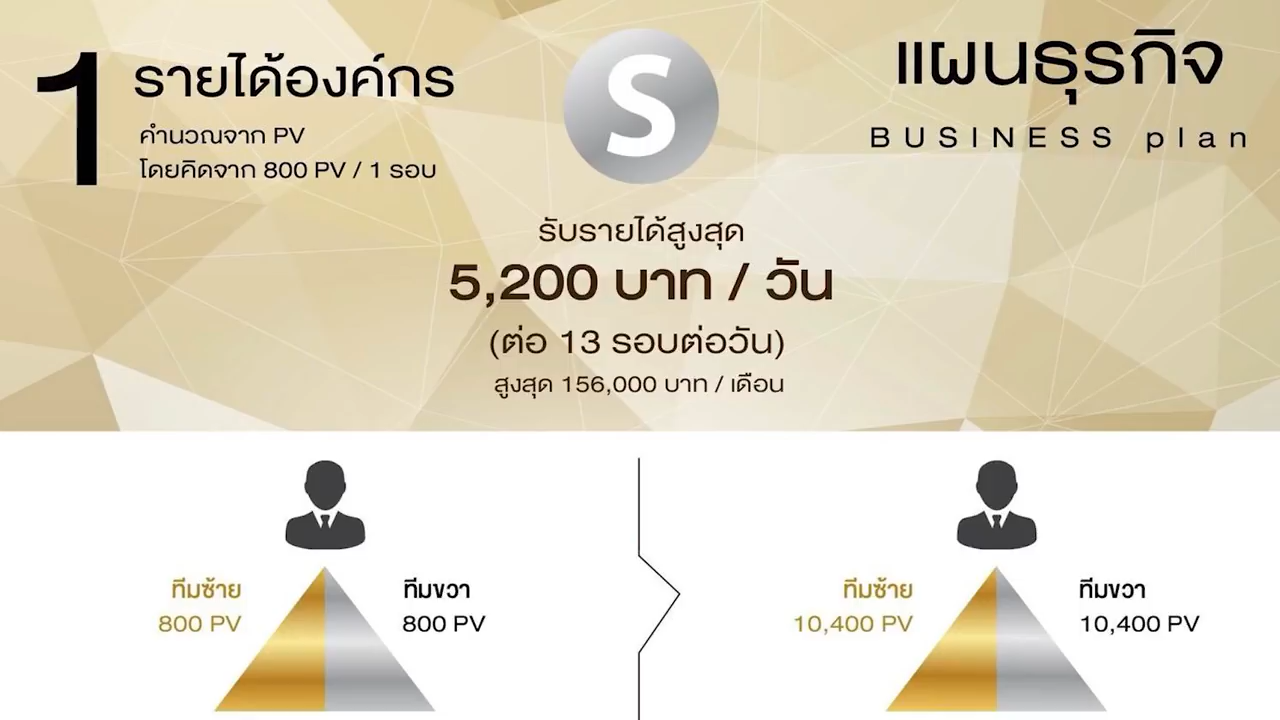 1
รายได้องค์กร
คำนวณจาก PV
โดยคิดจาก 800 PV / 1 รอบ
S
แผนธุรกิจ
BUSINESS plan
รับรายได้สูงสุด
5,200 บาท / วัน
(ต่อ 13 รอบต่อวัน)
สูงสุด 156,000 บาท / เดือน
ทีมซ้าย
800 PV
ทีมขวา
800 PV
ทีมซ้าย
10,400 PV
ทีมขวา
10,400 PV